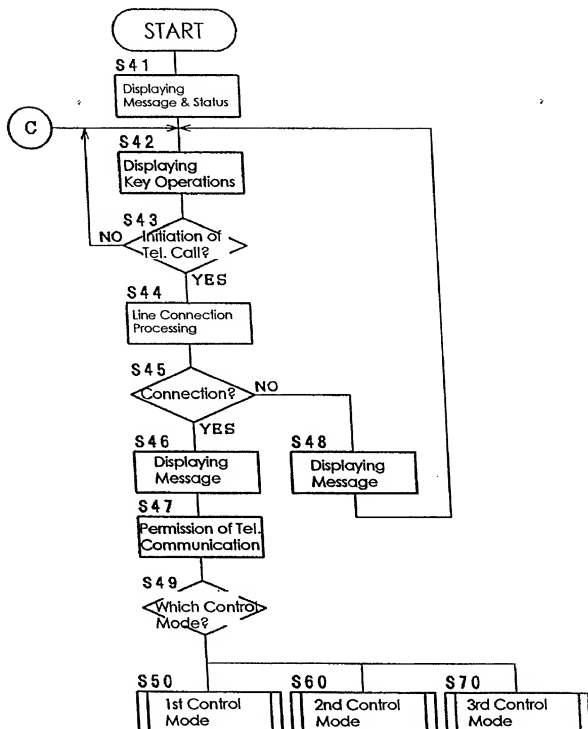 START
S41
Displaying
Message & Status
C
S42
Displaying
Key Operations
S43
NO
Initiation of
Tel. Call?
YES
S44
Line Connection
Processing
S45
Connection?
NO
YES
S46
Displaying
Message
S48
Displaying
Message
S47
Permission of Tel.
Communication
S49
Which Control
Mode?
S50
1st Control
Mode
S60
2nd Control
Mode
S70
3rd Control
Mode